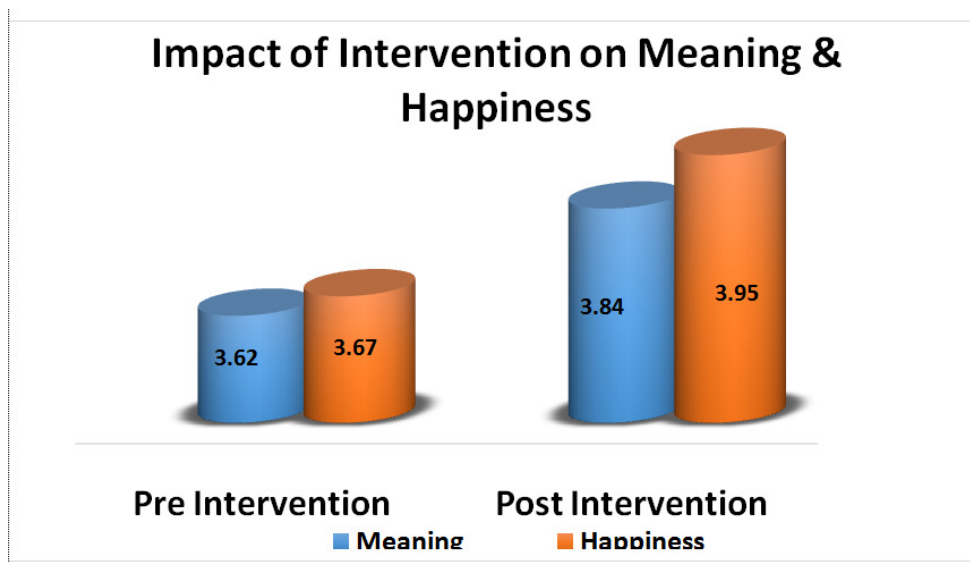 Impact of Intervention on Meaning &
Happiness
3.62
3.67
3.84
3.95
Pre Intervention
Post Intervention
Meaning
Happiness